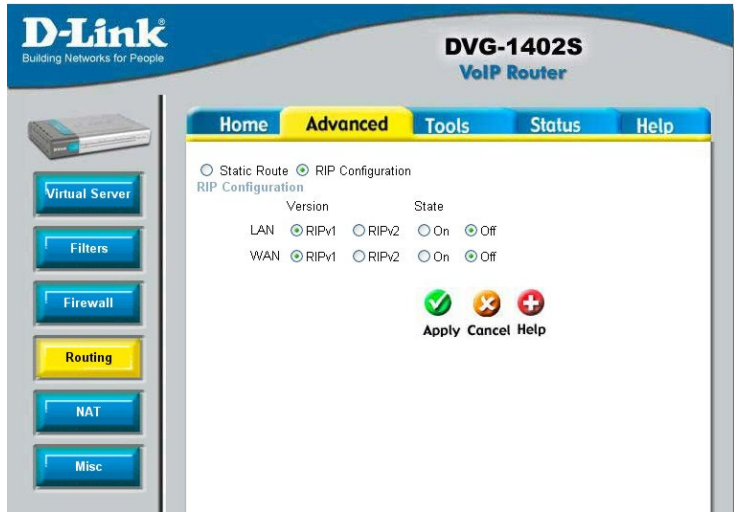 D-Link®
Building Networks for People
DVG-1402S
VoIP Router
Home Advanced Tools Status Help
Virtual Server
Filters
Firewall
Routing
NAT
Misc
Static Route RIP Configuration
RIP Configuration
Version State
LAN RIPv1 RIPv2 On Off
WAN RIPv1 RIPv2 On Off
Apply Cancel Help